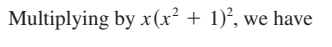 Multiplying by x(x² + 1)², we have